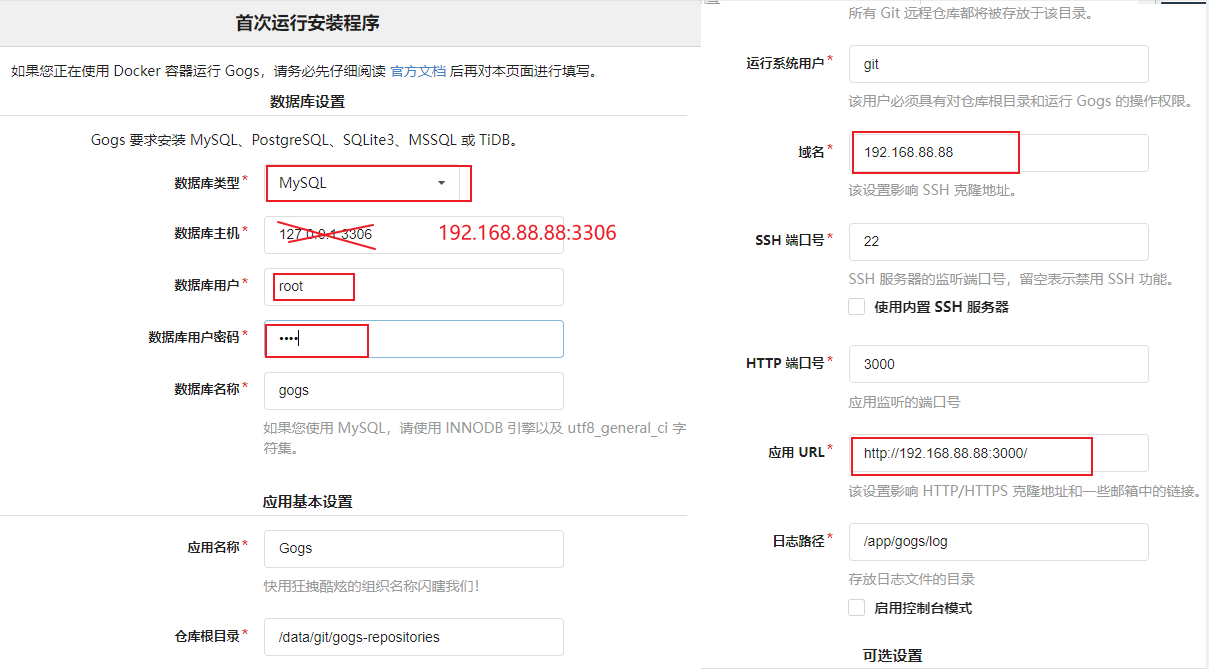 首次运行安装程序
如果您正在使用 Docker 容器运行 Gogs，请务必先仔细阅读 官方文档 后再对本页面进行填写。
数据库设置
Gogs 要求安装 MySQL、PostgreSQL、SQLite3、MSSQL 或 TiDB。
数据库类型* MySQL
数据库主机* 127.0.0.1:3306 192.168.88.88:3306
数据库用户* root
数据库用户密码* ••••
数据库名称* gogs
如果您使用 MySQL，请使用 INNODB 引擎以及 utf8_general_ci 字
符集。
应用基本设置
应用名称* Gogs
快用狂拽酷炫的组织名称闪瞎我们！
仓库根目录* /data/git/gogs-repositories
所有 Git 远程仓库都将被存放于该目录。
运行系统用户* git
该用户必须具有对仓库根目录和运行 Gogs 的操作权限。
域名* 192.168.88.88
该设置影响 SSH 克隆地址。
SSH 端口号* 22
SSH 服务器的监听端口号，留空表示禁用 SSH 功能。
使用内置 SSH 服务器
HTTP 端口号* 3000
应用监听的端口号
应用 URL* http://192.168.88.88:3000/
该设置影响 HTTP/HTTPS 克隆地址和一些邮箱中的链接。
日志路径* /app/gogs/log
存放日志文件的目录
启用控制台模式
可选设置